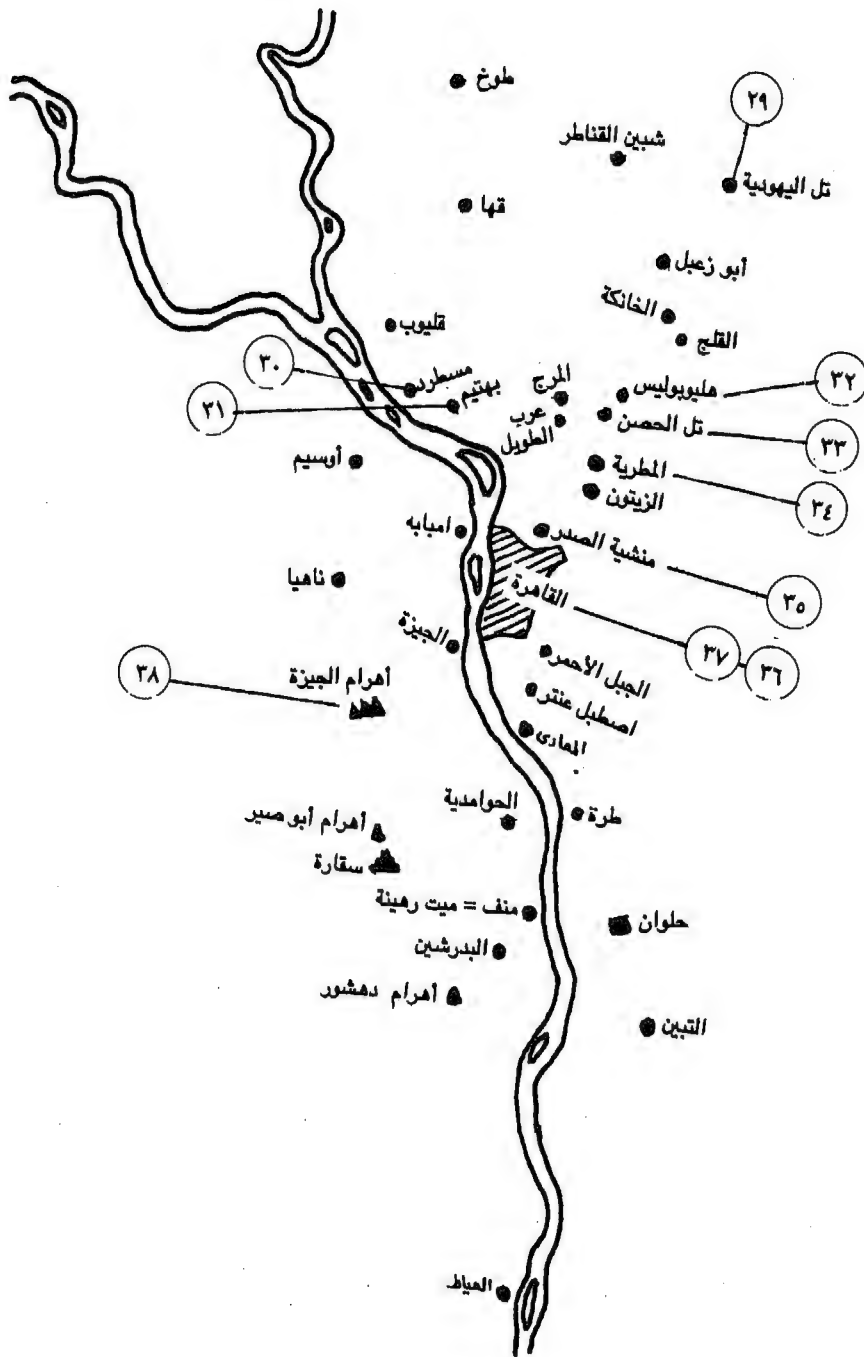 طوخ
٢٩
شبين القناطر
تل اليهودية
قها
أبو زعبل
الخانكة
القلج
قليوب
٣٠
مسطرد
٣١
بهتيم
المرج
هليوبوليس
٣٢
عرب
الطويل
تل الحصن
٣٣
أوسيم
المطرية
٣٤
الزيتون
امبابه
منشية الصدر
٣٥
ناهيا
القاهرة
٣٧
٣٦
الجيزة
الجبل الأحمر
٣٨
أهرام الجيزة
اصطبل عنتر
المعادى
الحوامدية
طرة
أهرام أبو صير
سقارة
منف = ميت رهينة
حلوان
البدرشين
أهرام دهشور
التبين
العياط